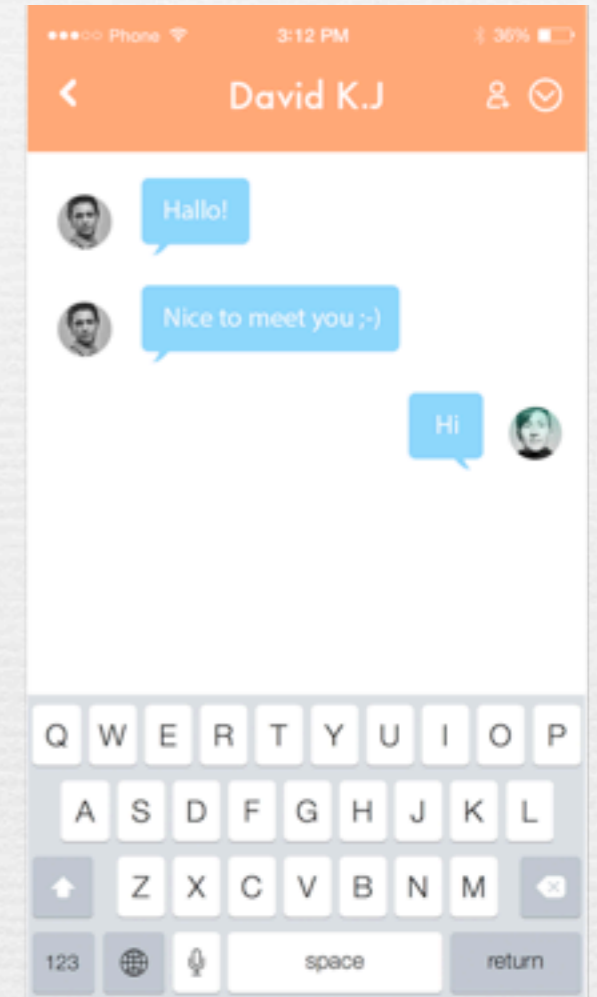 Phone 3:12 PM 36%
David K.J
Hallo!
Nice to meet you ;-)
Hi
Q W E R T Y U I O P
A S D F G H J K L
Z X C V B N M
123 space return